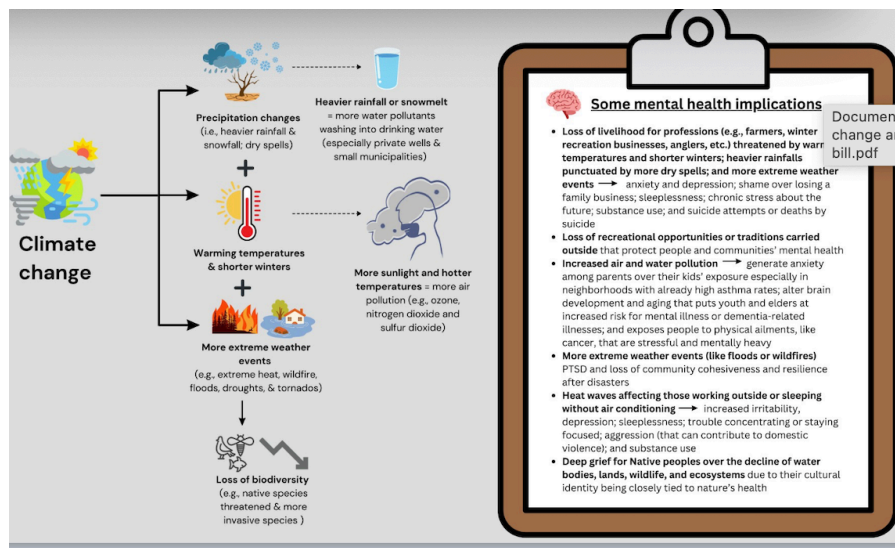 Climate
change
Precipitation changes
(i.e., heavier rainfall &
snowfall; dry spells)
Heavier rainfall or snowmelt
= more water pollutants
washing into drinking water
(especially private wells &
small municipalities)
+
Warming temperatures
& shorter winters
More sunlight and hotter
temperatures = more air
pollution (e.g., ozone,
nitrogen dioxide and
sulfur dioxide)
+
More extreme weather
events
(e.g., extreme heat, wildfire,
floods, droughts, & tornados)
Loss of biodiversity
(e.g., native species
threatened & more
invasive species )
Some mental health implications
• Loss of livelihood for professions (e.g., farmers, winter
recreation businesses, anglers, etc.) threatened by
temperatures and shorter winters; heavier rainfalls
punctuated by more dry spells; and more extreme weather
events → anxiety and depression; shame over losing a
family business; sleeplessness; chronic stress about the
future; substance use; and suicide attempts or deaths by
suicide
• Loss of recreational opportunities or traditions carried
outside that protect people and communities’ mental health
• Increased air and water pollution → generate anxiety
among parents over their kids’ exposure especially in
neighborhoods with already high asthma rates; alter brain
development and aging that puts youth and elders at
increased risk for mental illness or dementia-related
illnesses; and exposes people to physical ailments, like
cancer, that are stressful and mentally heavy
• More extreme weather events (like floods or wildfires)
PTSD and loss of community cohesiveness and resilience
after disasters
• Heat waves affecting those working outside or sleeping
without air conditioning → increased irritability,
depression; sleeplessness; trouble concentrating or staying
focused; aggression (that can contribute to domestic
violence); and substance use
• Deep grief for Native peoples over the decline of water
bodies, lands, wildlife, and ecosystems due to their cultural
identity being closely tied to nature’s health
Documen
change a
bill.pdf